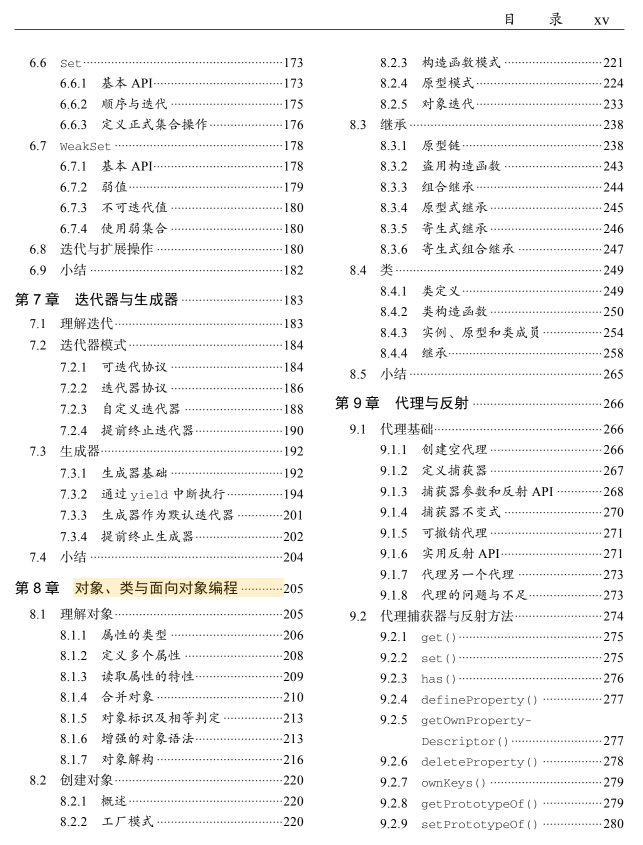 目 录 xv
6.6 Set 173
6.6.1 基本 API 173
6.6.2 顺序与迭代 175
6.6.3 定义正式集合操作 176
6.7 WeakSet 178
6.7.1 基本 API 178
6.7.2 弱值 179
6.7.3 不可迭代值 180
6.7.4 使用弱集合 180
6.8 迭代与扩展操作 180
6.9 小结 182
第 7 章 迭代器与生成器 183
7.1 理解迭代 183
7.2 迭代器模式 184
7.2.1 可迭代协议 184
7.2.2 迭代器协议 186
7.2.3 自定义迭代器 188
7.2.4 提前终止迭代器 190
7.3 生成器 192
7.3.1 生成器基础 192
7.3.2 通过 yield 中断执行 194
7.3.3 生成器作为默认迭代器 201
7.3.4 提前终止生成器 202
7.4 小结 204
第 8 章 对象、类与面向对象编程 205
8.1 理解对象 205
8.1.1 属性的类型 206
8.1.2 定义多个属性 208
8.1.3 读取属性的特性 209
8.1.4 合并对象 210
8.1.5 对象标识及相等判定 213
8.1.6 增强的对象语法 213
8.1.7 对象解构 216
8.2 创建对象 220
8.2.1 概述 220
8.2.2 工厂模式 220
8.2.3 构造函数模式 221
8.2.4 原型模式 224
8.2.5 对象迭代 233
8.3 继承 238
8.3.1 原型链 238
8.3.2 盗用构造函数 243
8.3.3 组合继承 244
8.3.4 原型式继承 245
8.3.5 寄生式继承 246
8.3.6 寄生式组合继承 247
8.4 类 249
8.4.1 类定义 249
8.4.2 类构造函数 250
8.4.3 实例、原型和类成员 254
8.4.4 继承 258
8.5 小结 265
第 9 章 代理与反射 266
9.1 代理基础 266
9.1.1 创建空代理 266
9.1.2 定义捕获器 267
9.1.3 捕获器参数和反射 API 268
9.1.4 捕获器不变式 270
9.1.5 可撤销代理 271
9.1.6 实用反射 API 271
9.1.7 代理另一个代理 273
9.1.8 代理的问题与不足 273
9.2 代理捕获器与反射方法 274
9.2.1 get() 275
9.2.2 set() 275
9.2.3 has() 276
9.2.4 defineProperty() 277
9.2.5 getOwnProperty-
Descriptor() 277
9.2.6 deleteProperty() 278
9.2.7 ownKeys() 279
9.2.8 getPrototypeOf() 279
9.2.9 setPrototypeOf() 280